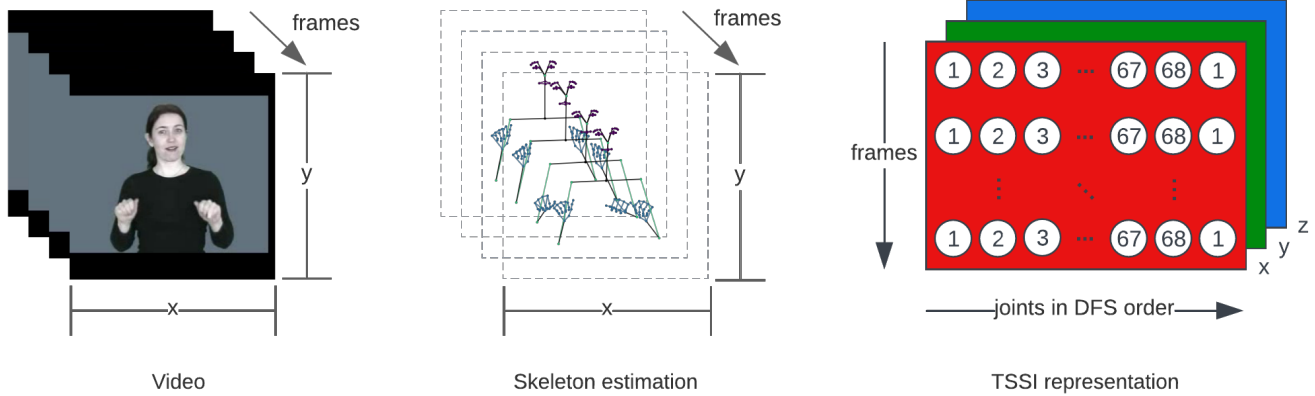 frames
y
x
Video
frames
y
x
Skeleton estimation
frames
1 2 3 ... 67 68 1
1 2 3 ... 67 68 1
⋮ ⋱ ⋮
1 2 3 ... 67 68 1
z
y
x
joints in DFS order
TSSI representation